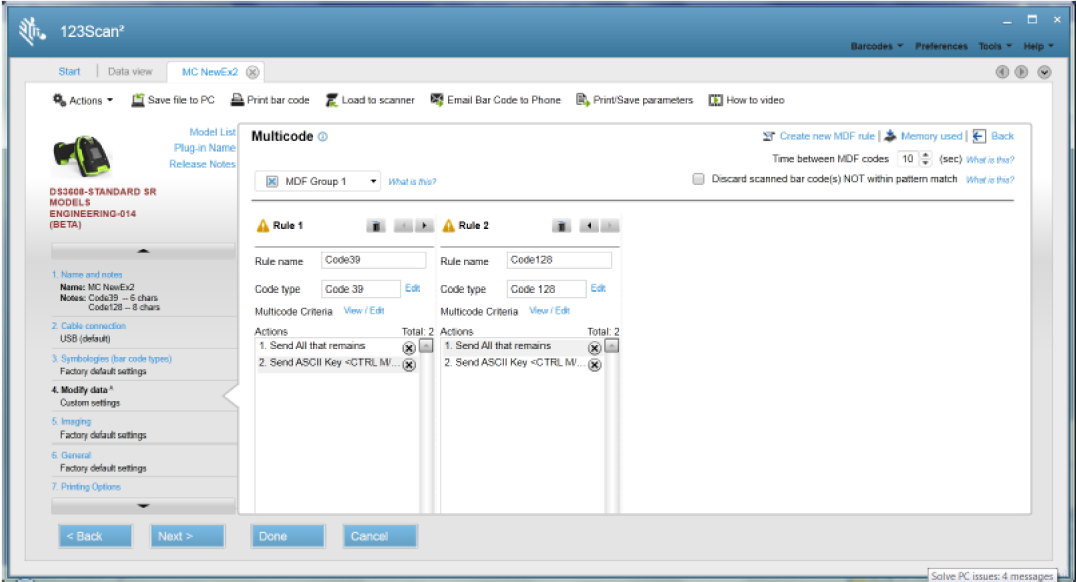 123Scan²
Barcodes Preferences Tools Help
Start Data view MC NewEx2
Actions Save file to PC Print bar code Load to scanner Email Bar Code to Phone Print/Save parameters How to video
Model List
Plug-in Name
Release Notes
DS3608-STANDARD SR
MODELS
ENGINEERING-014
(BETA)
1. Name and notes
Name: MC NewEx2
Notes: Code39 -- 6 chars
Code128 -- 8 chars
2. Cable connection
USB (default)
3. Symbologies (bar code types)
Factory default settings
4. Modify data
Custom settings
5. Imaging
Factory default settings
6. General
Factory default settings
7. Printing Options
Multicode
Create new MDF rule | Memory used | Back
Time between MDF codes 10 (sec) What is this?
MDF Group 1 What is this?
Discard scanned bar code(s) NOT within pattern match What is this?
Rule 1
Rule name Code39
Code type Code 39 Edit
Multicode Criteria View / Edit
Actions Total: 2
1. Send All that remains
2. Send ASCII Key <CTRL M/...
Rule 2
Rule name Code128
Code type Code 128 Edit
Multicode Criteria View / Edit
Actions Total: 2
1. Send All that remains
2. Send ASCII Key <CTRL M/...
< Back Next > Done Cancel
Solve PC issues: 4 messages